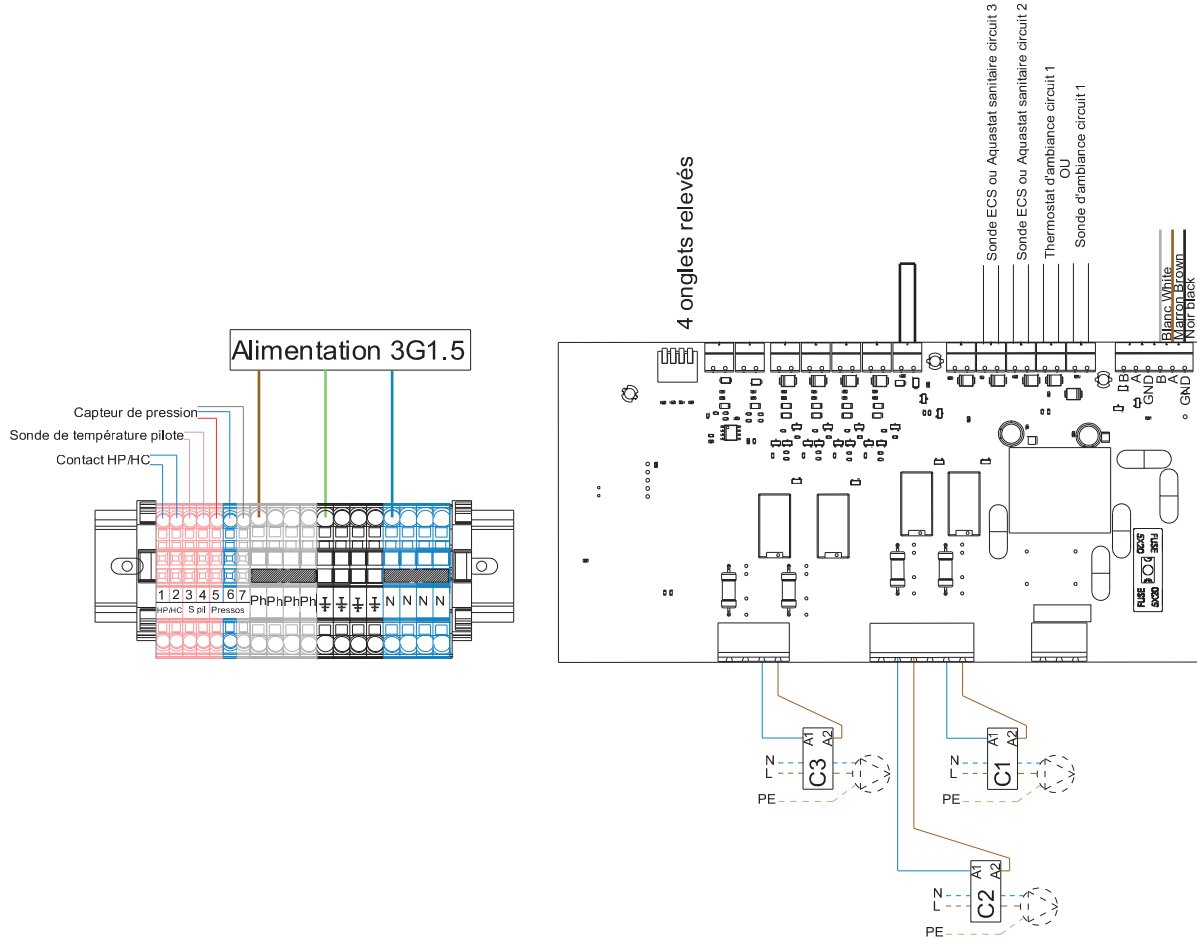 Sonde ECS ou Aquastat sanitaire circuit 3
Sonde ECS ou Aquastat sanitaire circuit 2
Thermostat d'ambiance circuit 1
OU
Sonde d'ambiance circuit 1
4 onglets relevés
Blanc White
Marron Brown
Noir black
B
A
GND
B
A
GND
Alimentation 3G1.5
Capteur de pression
Sonde de température pilote
Contact HP/HC
1 2 3 4 5 6 7 Ph Ph Ph Ph N N N N
HP/HC S pil Pressos
FUSE
5X20
FUSE
5X20
A1 A2
C3
N
L
PE
A1 A2
C1
N
L
PE
A1 A2
C2
N
L
PE